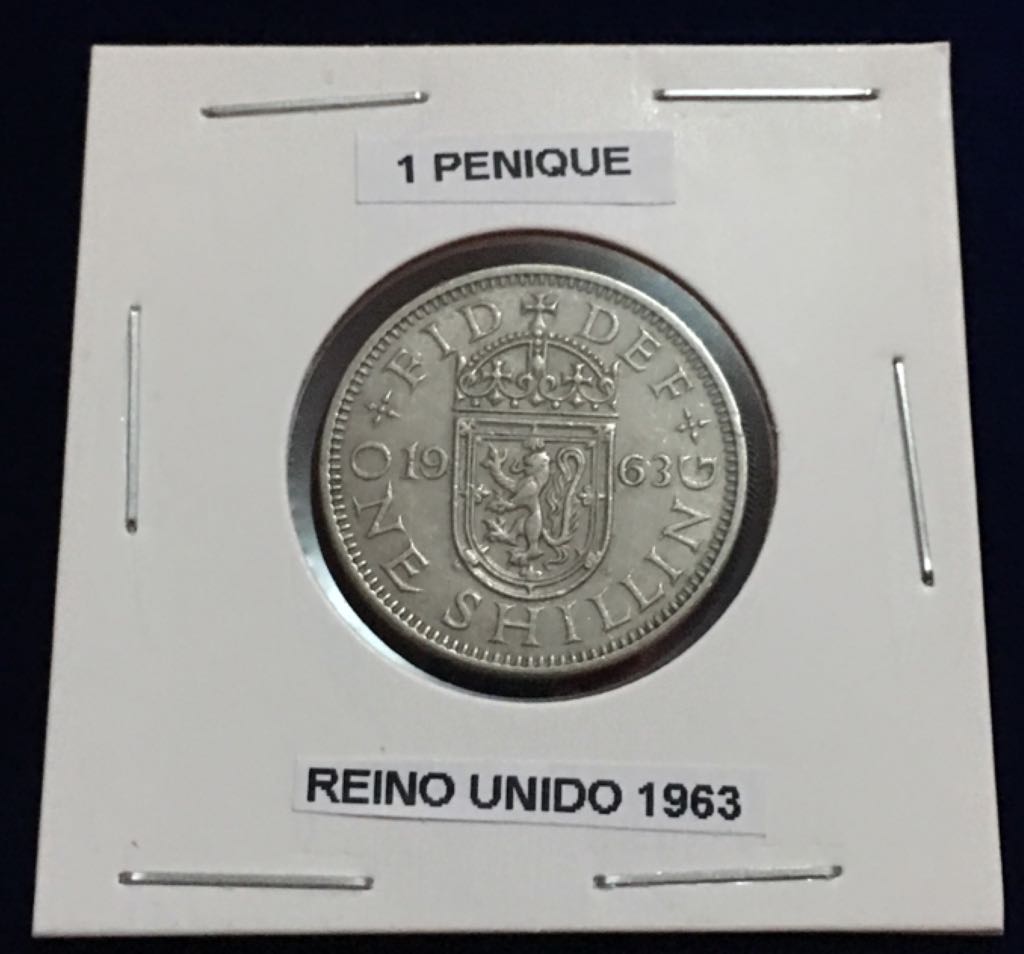 1 PENIQUE
FID DEF
19 63
ONE SHILLING
REINO UNIDO 1963